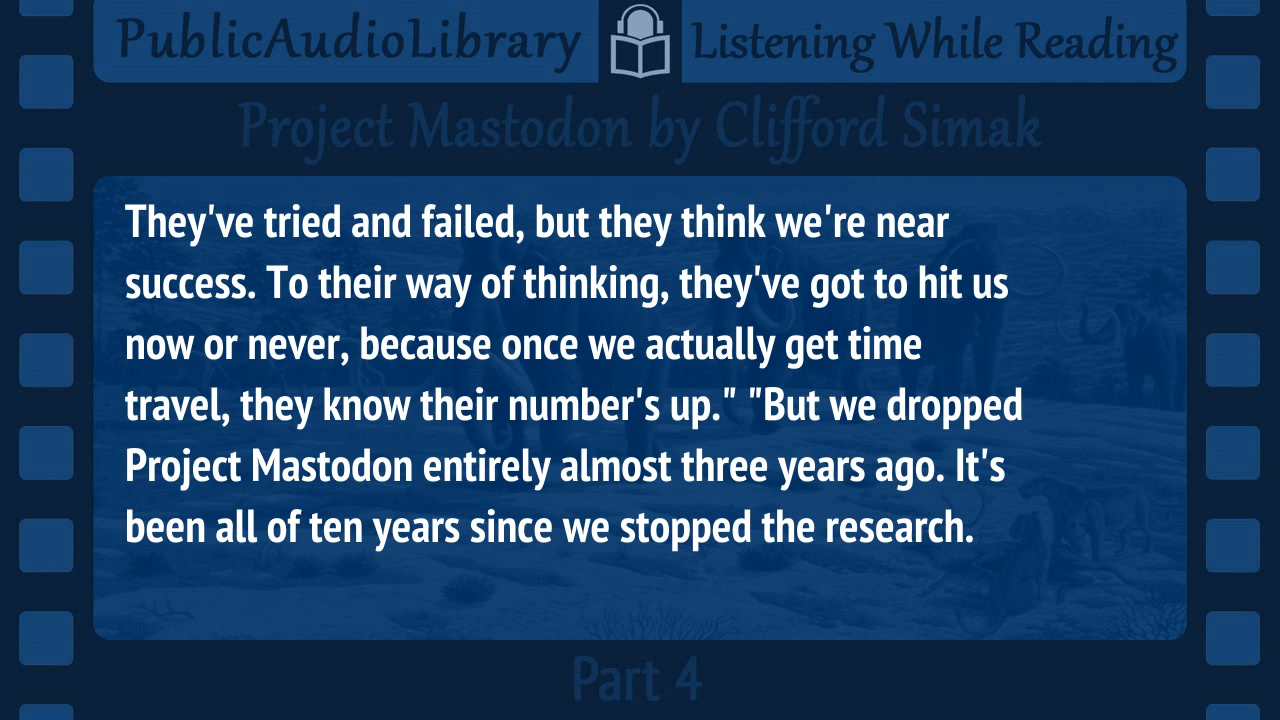 PublicAudioLibrary Listening While Reading
Project Mastodon by Clifford Simak
They've tried and failed, but they think we're near
success. To their way of thinking, they've got to hit us
now or never, because once we actually get time
travel, they know their number's up." "But we dropped
Project Mastodon entirely almost three years ago. It's
been all of ten years since we stopped the research.
Part 4